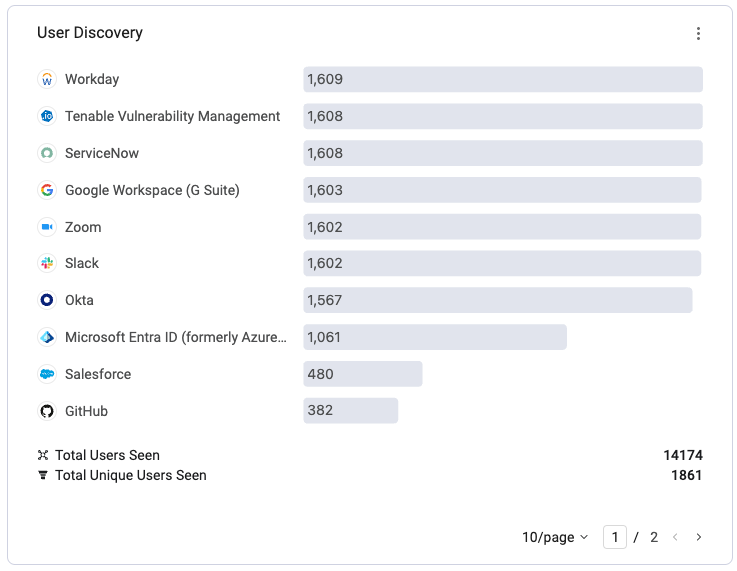 User Discovery
Workday 1,609
Tenable Vulnerability Management 1,608
ServiceNow 1,608
Google Workspace (G Suite) 1,603
Zoom 1,602
Slack 1,602
Okta 1,567
Microsoft Entra ID (formerly Azure... 1,061
Salesforce 480
GitHub 382
Total Users Seen 14174
Total Unique Users Seen 1861
10/page 1 / 2